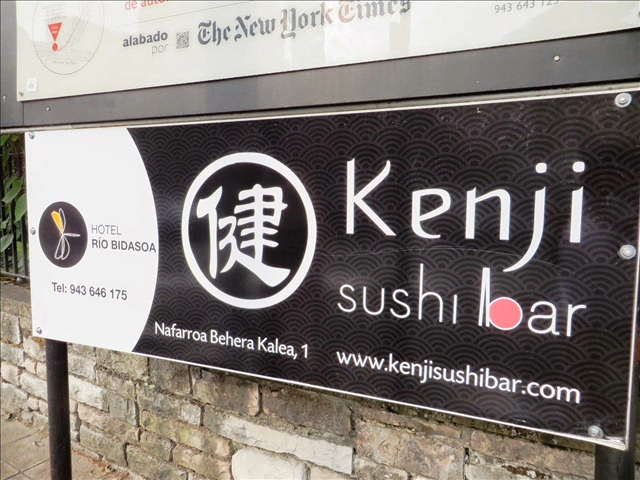 de auto
alabado
por
The New York Times
943 643 125
健
Kenji
sushi bar
HOTEL
RÍO BIDASOA
Tel: 943 646 175
Nafarroa Behera Kalea, 1
www.kenjisushibar.com